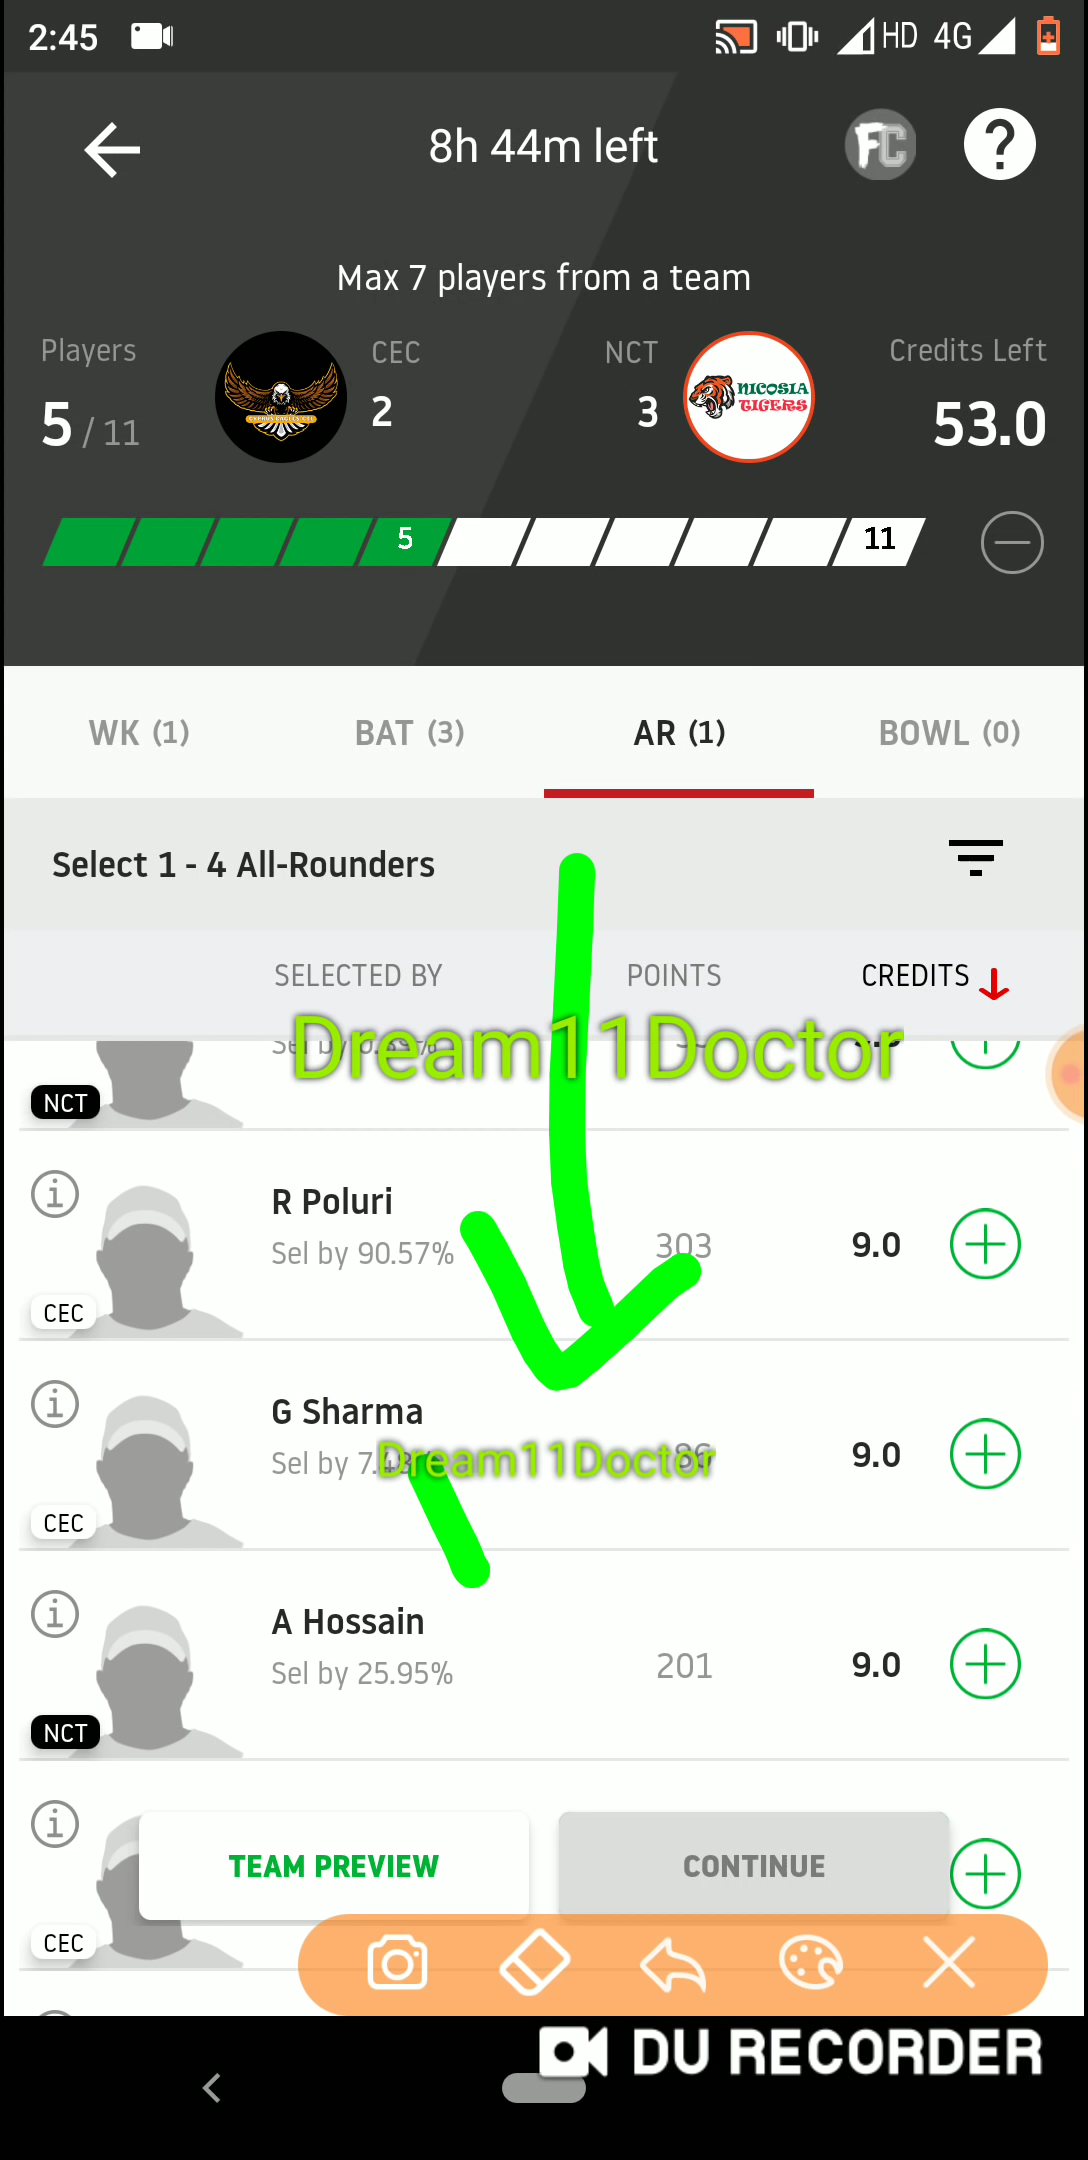 2:45 HD 4G
8h 44m left FC ?
Max 7 players from a team
Players CEC NCT Credits Left
5 / 11 2 3 53.0
NICOSIA
TIGERS
5 11
WK (1) BAT (3) AR (1) BOWL (0)
Select 1 - 4 All-Rounders
SELECTED BY POINTS CREDITS
Sel by
Dream11Doctor
NCT
R Poluri
Sel by 90.57% 303 9.0
CEC
G Sharma
Sel by 86 9.0
Dream11Doctor
CEC
A Hossain
Sel by 25.95% 201 9.0
NCT
TEAM PREVIEW CONTINUE
CEC
DU RECORDER